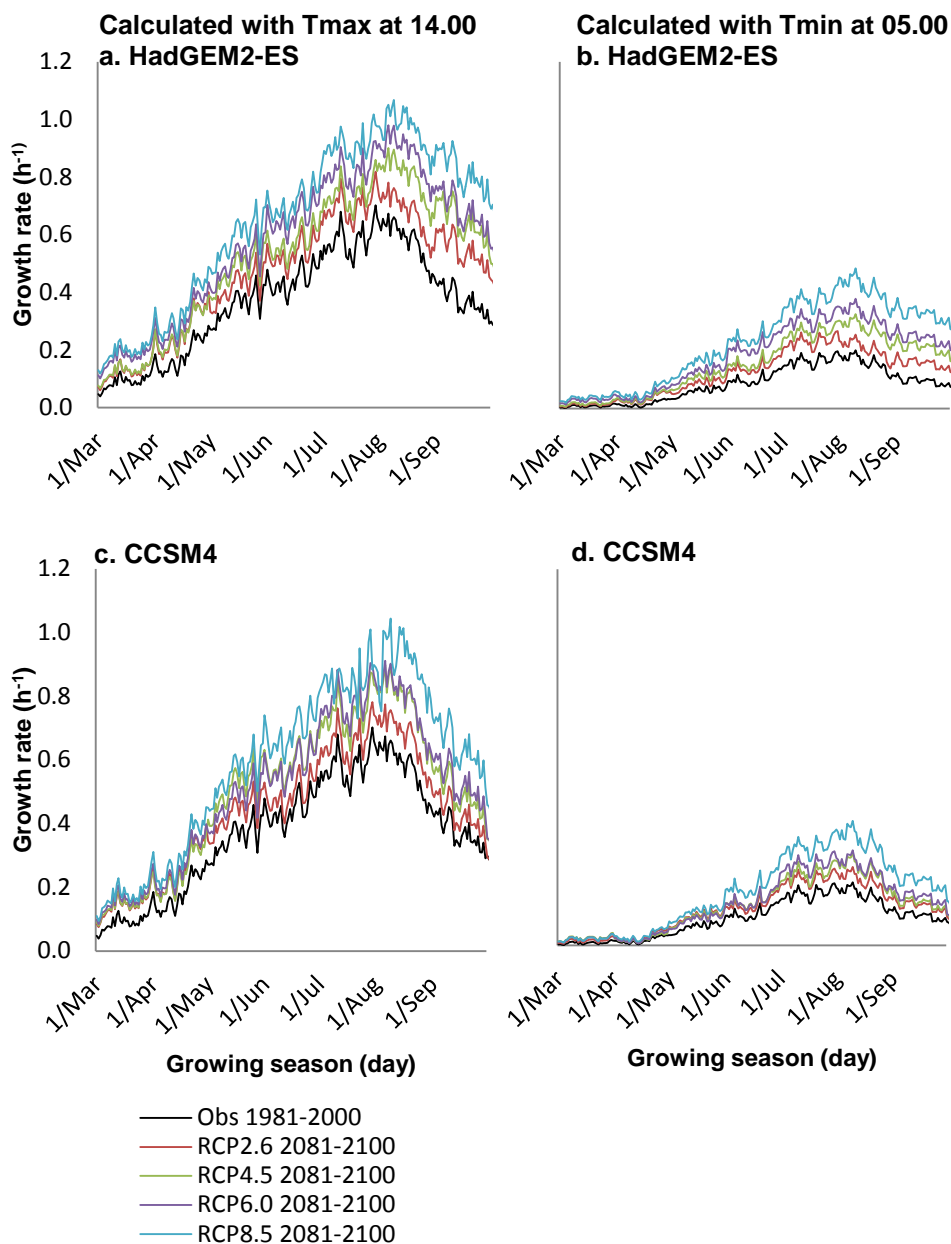 Calculated with Tmax at 14.00
a. HadGEM2-ES
Calculated with Tmin at 05.00
b. HadGEM2-ES
Growth rate (h⁻¹)
1.2
1.0
0.8
0.6
0.4
0.2
0.0
1/Mar
1/Apr
1/May
1/Jun
1/Jul
1/Aug
1/Sep
1/Mar
1/Apr
1/May
1/Jun
1/Jul
1/Aug
1/Sep
c. CCSM4
d. CCSM4
Growth rate (h⁻¹)
1.2
1.0
0.8
0.6
0.4
0.2
0.0
1/Mar
1/Apr
1/May
1/Jun
1/Jul
1/Aug
1/Sep
1/Mar
1/Apr
1/May
1/Jun
1/Jul
1/Aug
1/Sep
Growing season (day)
Growing season (day)
Obs 1981-2000
RCP2.6 2081-2100
RCP4.5 2081-2100
RCP6.0 2081-2100
RCP8.5 2081-2100